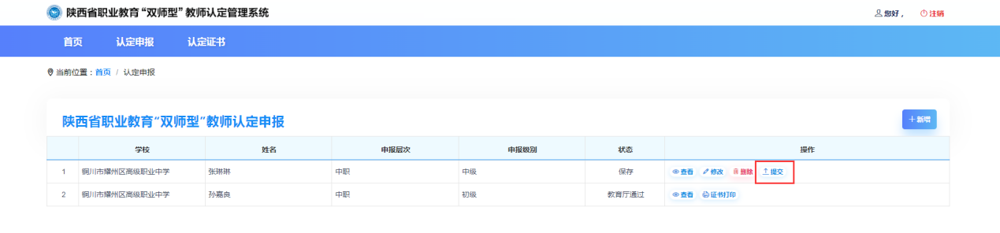 陕西省职业教育“双师型”教师认定管理系统 您好， 注销
首页 认定申报 认定证书
当前位置：首页 / 认定申报
陕西省职业教育“双师型”教师认定申报 +新增
学校 姓名 申报层次 申报级别 状态 操作
1 铜川市耀州区高级职业中学 张琳琳 中职 中级 保存 查看 修改 删除 提交
2 铜川市耀州区高级职业中学 孙嘉良 中职 初级 教育厅通过 查看 证书打印